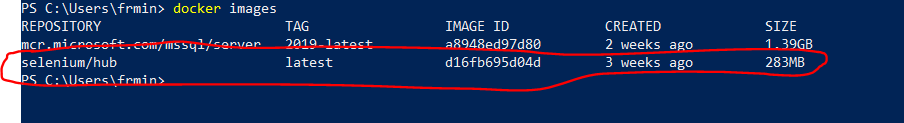 PS C:\Users\frmin> docker images
REPOSITORY TAG IMAGE ID CREATED SIZE
mcr.microsoft.com/mssql/server 2019-latest a8948ed97d80 2 weeks ago 1.39GB
selenium/hub latest d16fb695d04d 3 weeks ago 283MB
PS C:\Users\frmin>